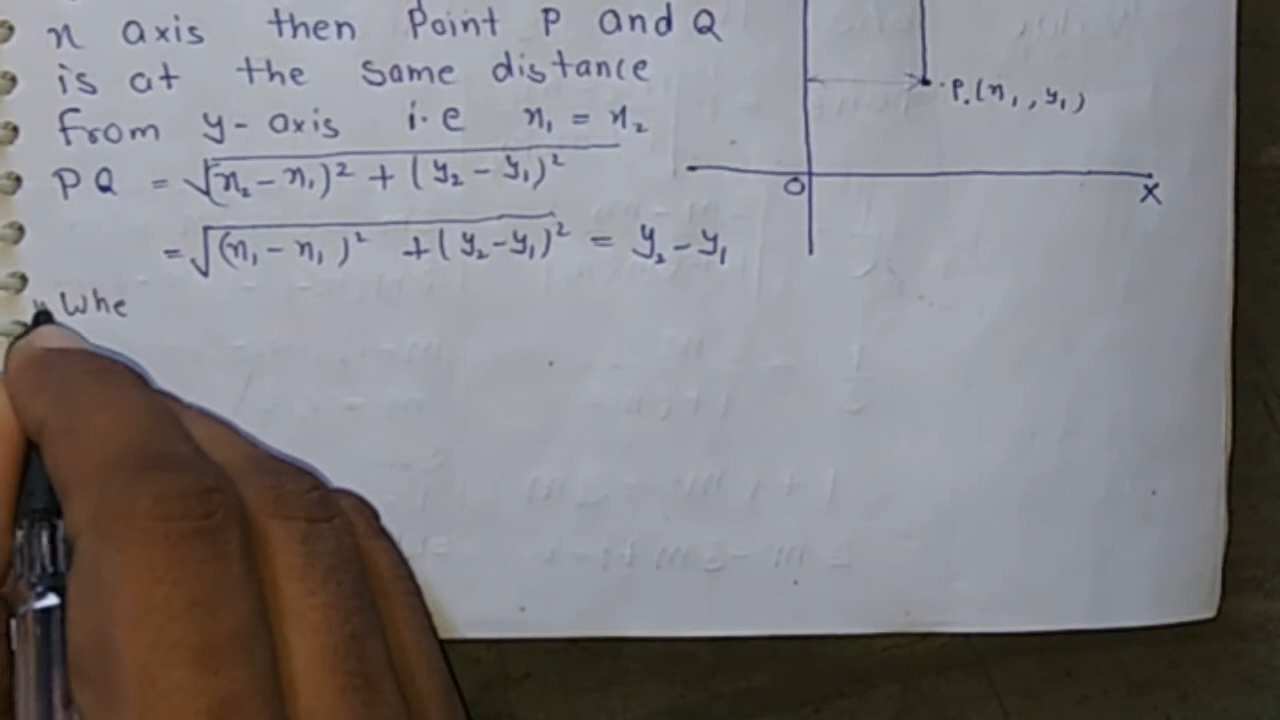 x axis then Point P and Q
is at the same distance
from y-axis i.e x₁ = x₂
PQ = √(x₂ - x₁)² + (y₂ - y₁)²
= √(x₁ - x₁)² + (y₂-y₁)² = y₂-y₁
Whe
P.(x₁, y₁)
O
X